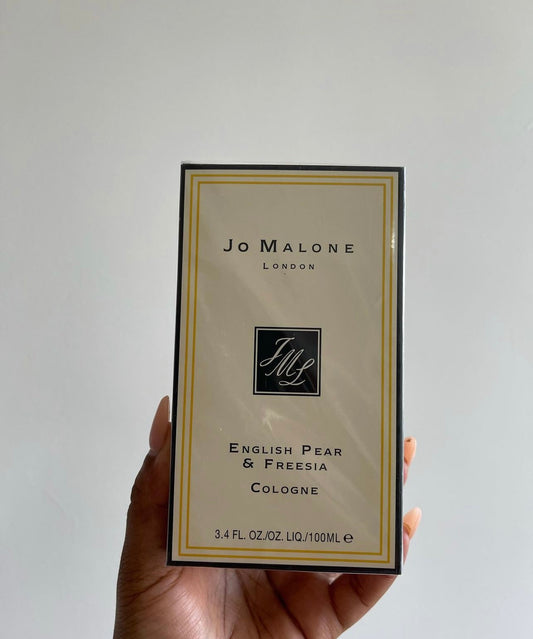 Jo Malone
London
JML
English Pear
& Freesia
Cologne
3.4 FL. OZ./OZ. LIQ./100ML ℮